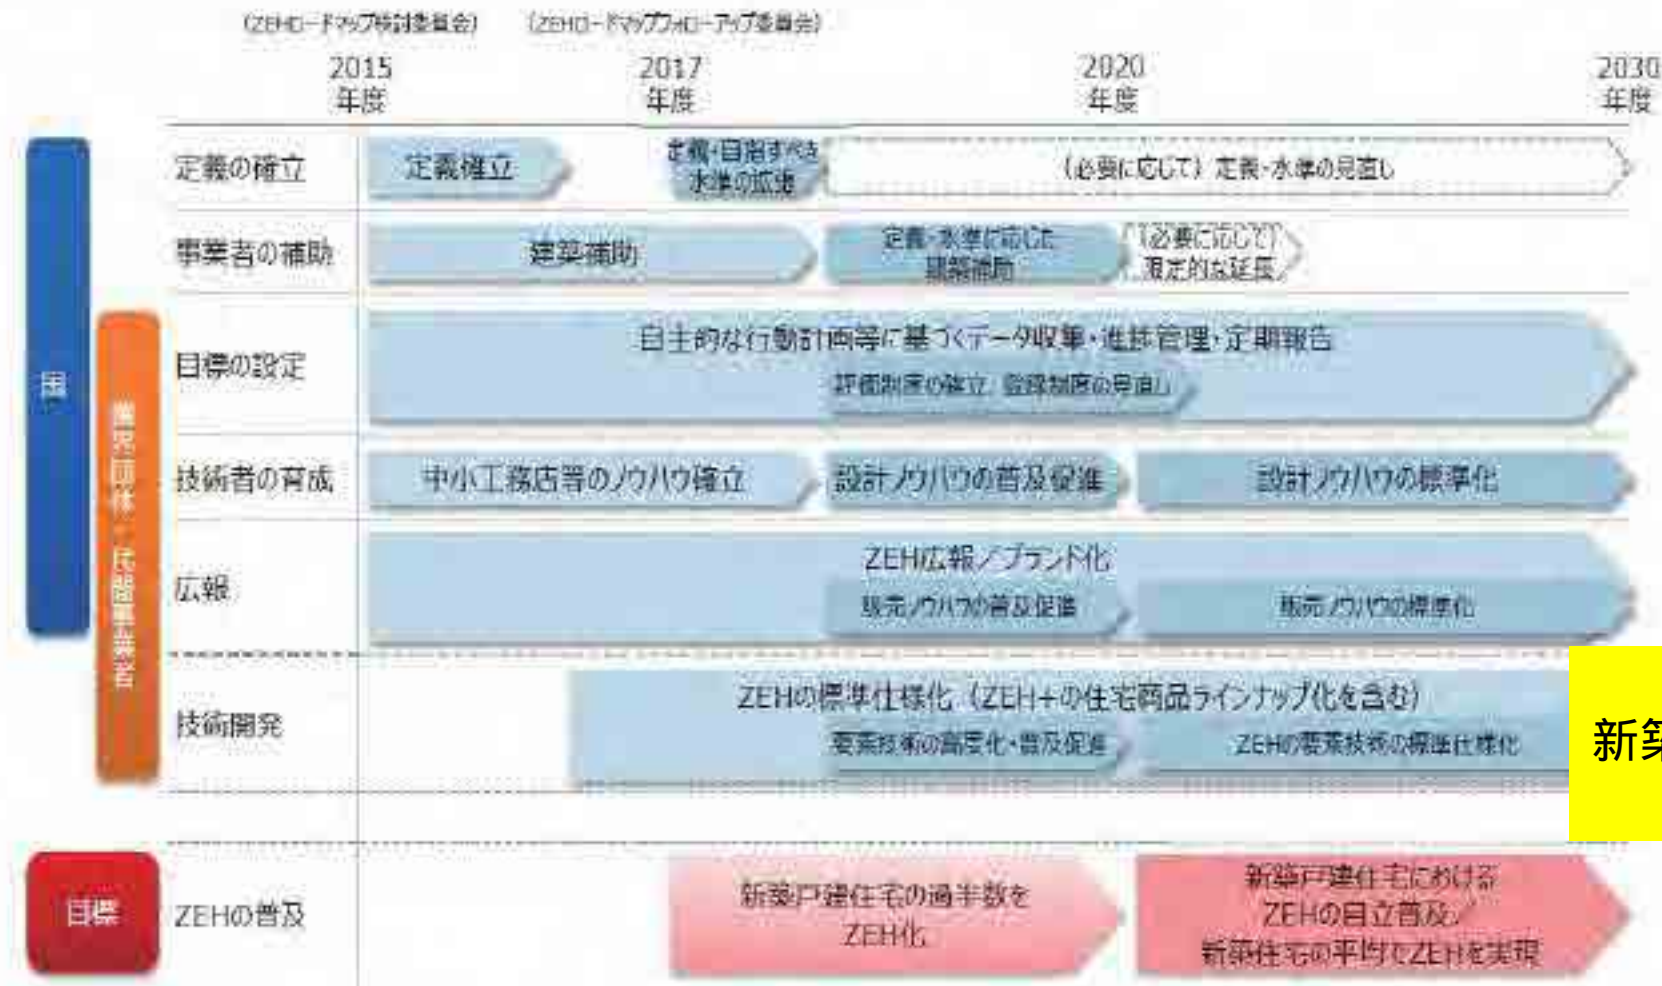 (ZEHロードマップ検討委員会) (ZEHロードマップフォローアップ委員会)
2015 2017 2020 2030
年度 年度 年度 年度
国
業界団体・民間事業者
定義の確立
定義確立
定義・目指すべき
水準の拡張
(必要に応じて) 定義・水準の見直し
事業者の補助
建築補助
定義・水準に応じた
建築補助
(必要に応じて)
限定的な延長
目標の設定
自主的な行動計画等に基づくデータ収集・進捗管理・定期報告
評価制度の確立、登録制度の見直し
技術者の育成
中小工務店等のノウハウ確立
設計ノウハウの普及促進
設計ノウハウの標準化
広報
ZEH広報/ブランド化
販売ノウハウの普及促進
販売ノウハウの標準化
技術開発
ZEHの標準仕様化 (ZEH+の住宅商品ラインナップ化を含む)
要素技術の高度化・普及促進
ZEHの要素技術の標準仕様化
新築
目標
ZEHの普及
新築戸建住宅の過半数を
ZEH化
新築戸建住宅における
ZEHの自立普及/
新築住宅の平均でZEHを実現